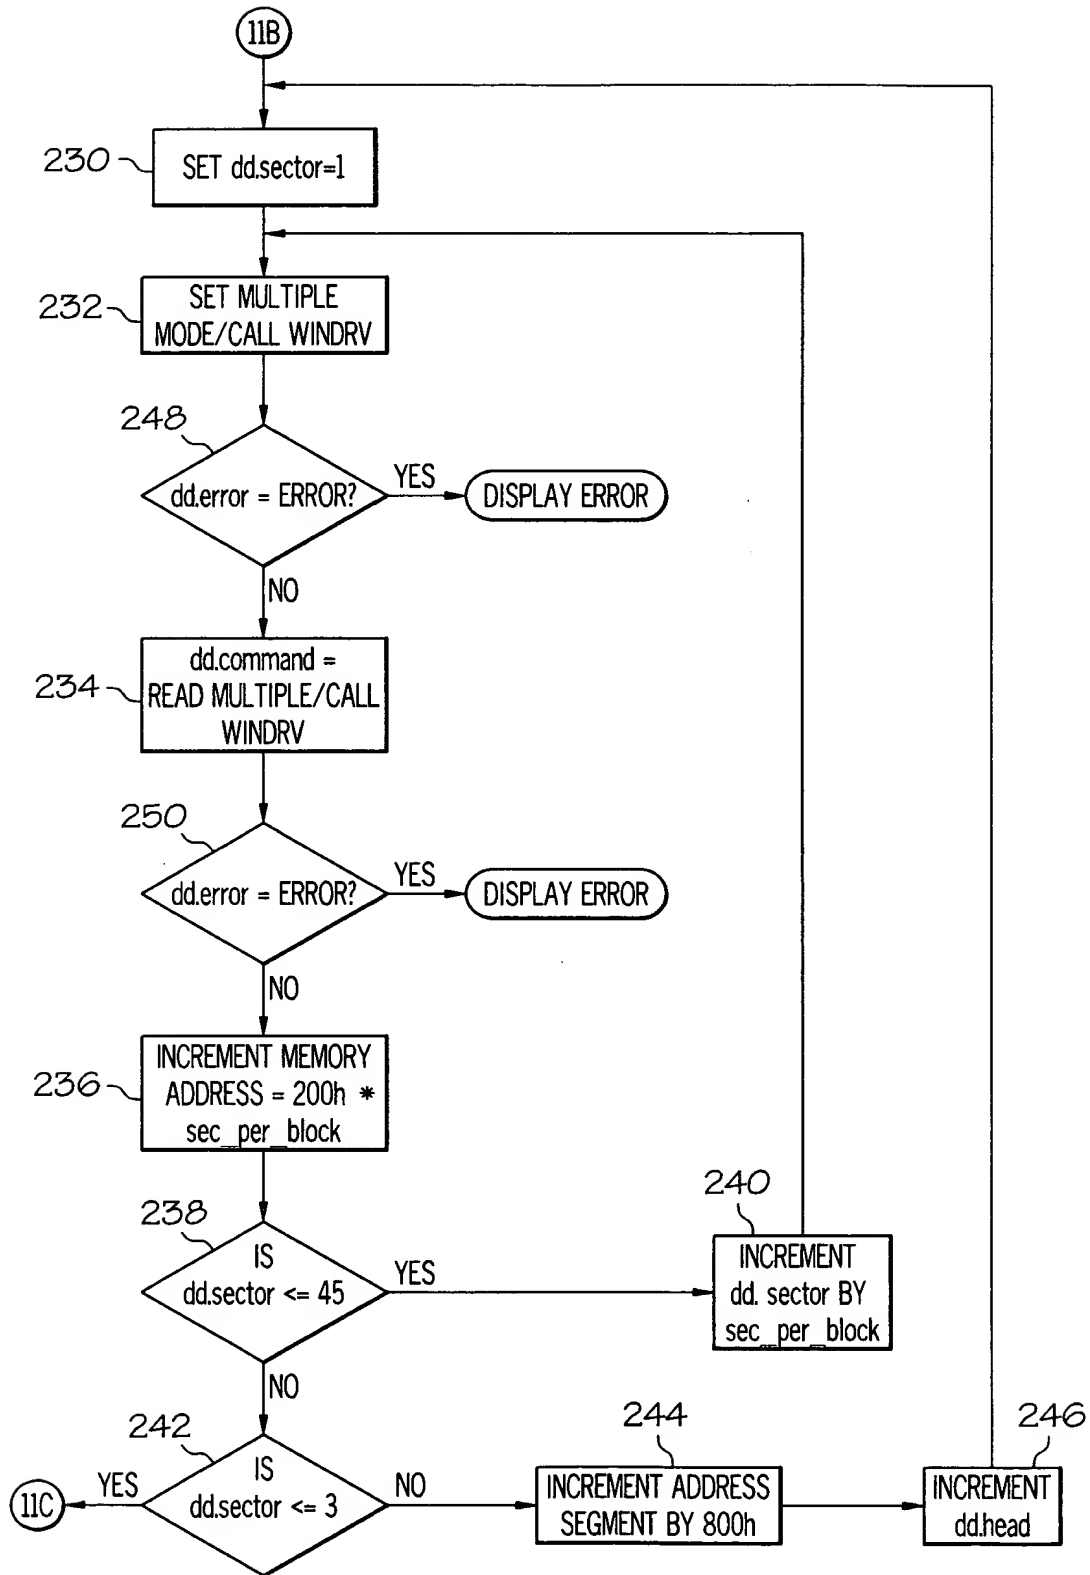 11B
230
SET dd.sector=1
232
SET MULTIPLE
MODE/CALL WINDRV
248
dd.error = ERROR?
YES
DISPLAY ERROR
NO
234
dd.command =
READ MULTIPLE/CALL
WINDRV
250
dd.error = ERROR?
YES
DISPLAY ERROR
NO
236
INCREMENT MEMORY
ADDRESS = 200h *
sec_per_block
238
IS
dd.sector <= 45
YES
240
INCREMENT
dd. sector BY
sec_per_block
NO
242
IS
dd.sector <= 3
YES
11C
NO
244
INCREMENT ADDRESS
SEGMENT BY 800h
246
INCREMENT
dd.head